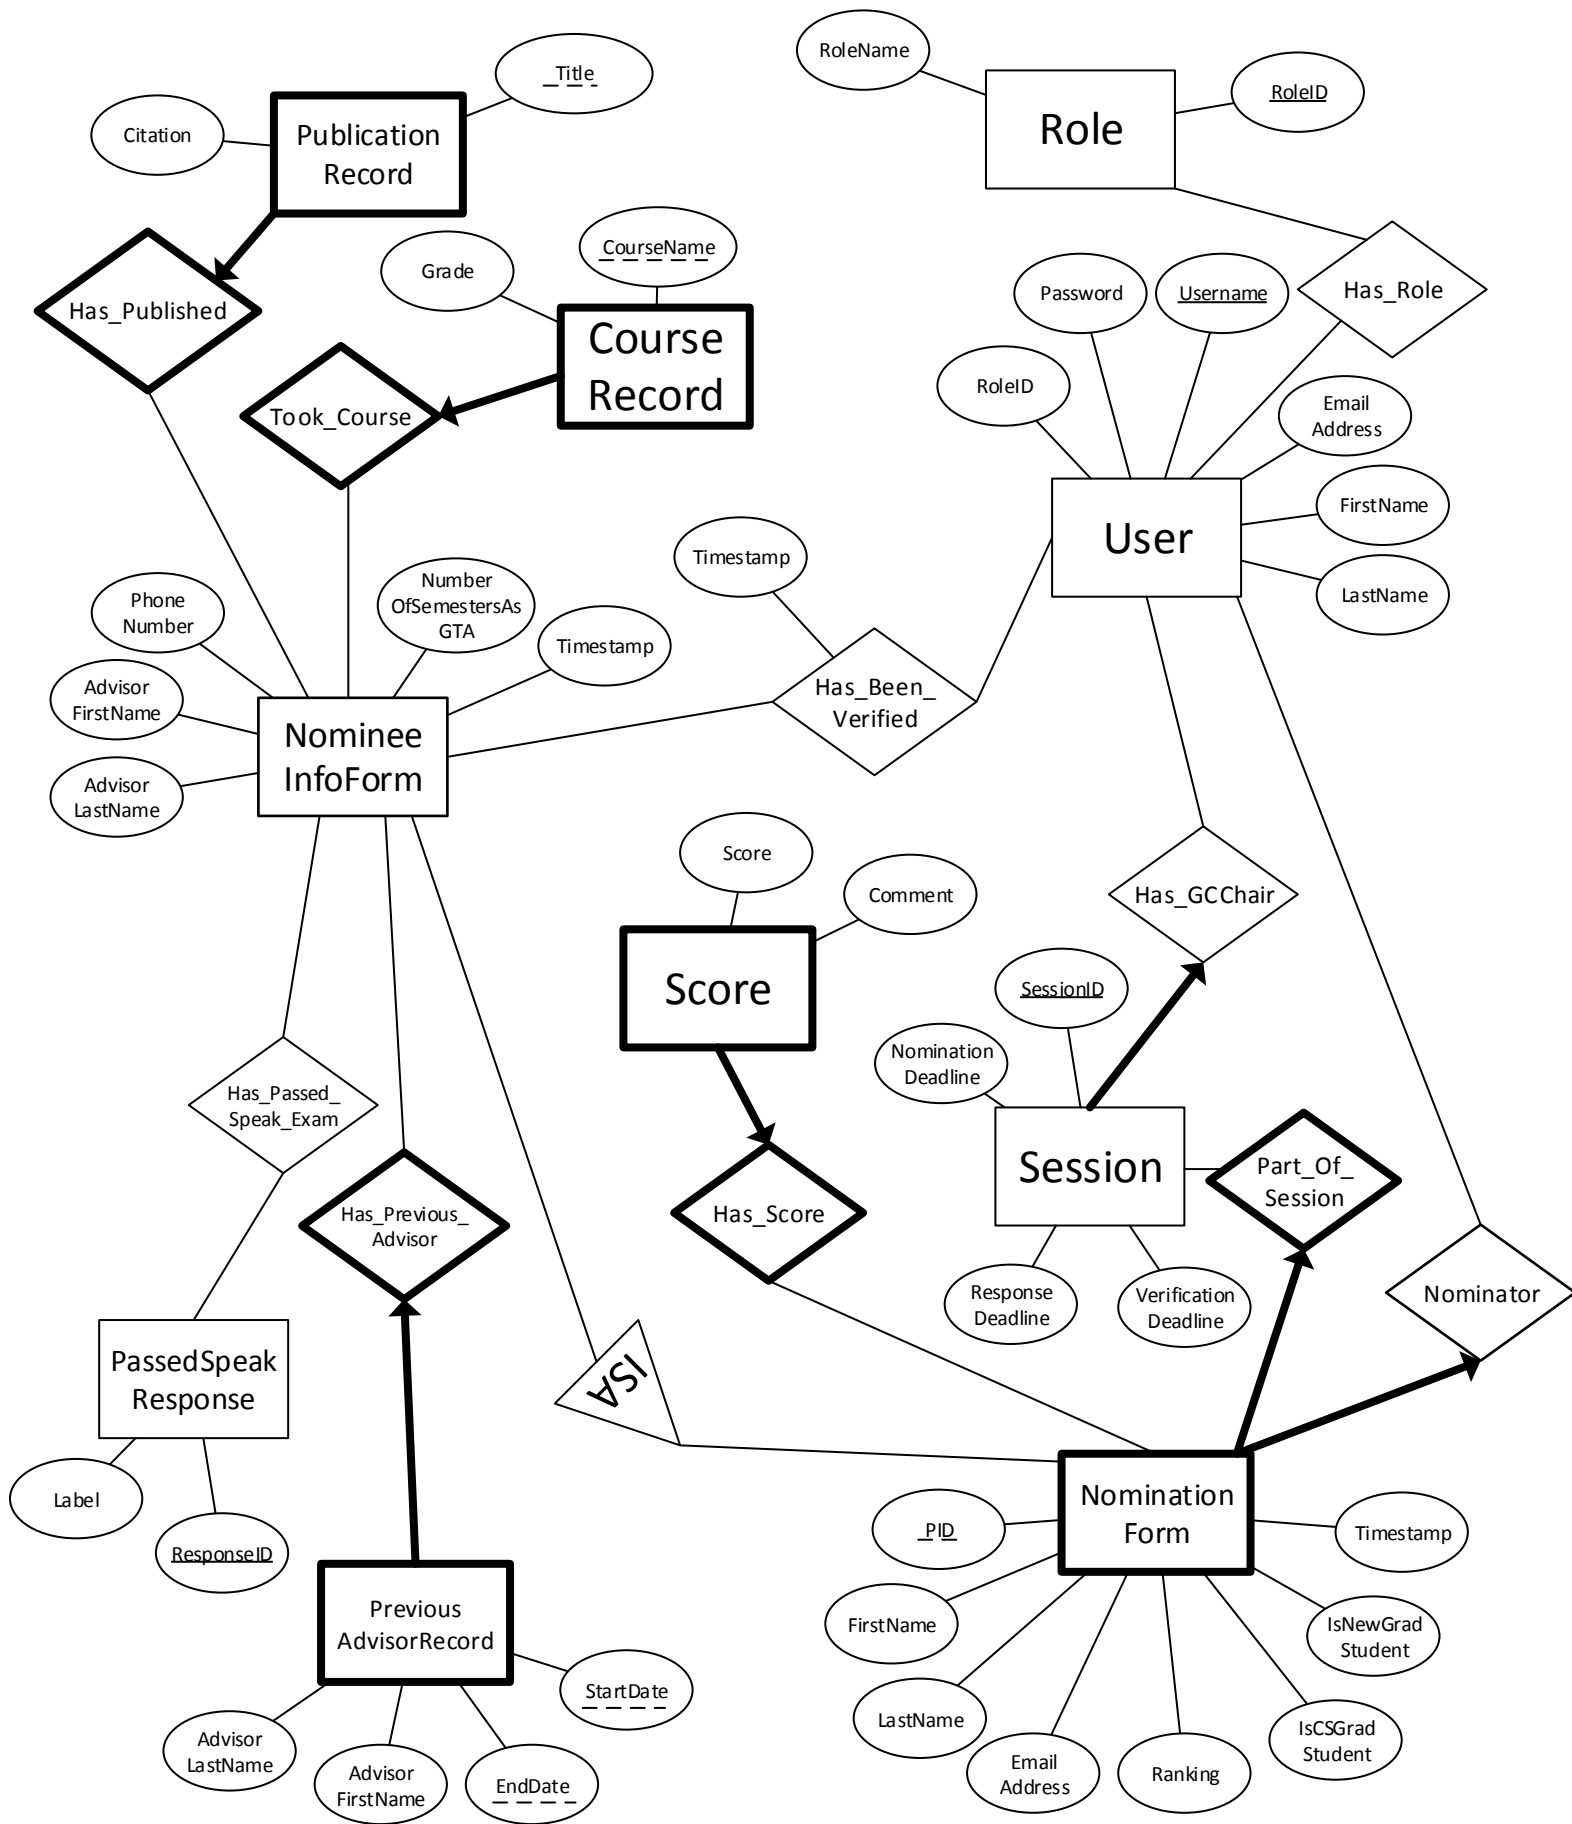 RoleName
Title
RoleID
Citation
Publication
Record
Role
CourseName
Grade
Has_Published
Course
Record
Password
Username
Has_Role
RoleID
Took_Course
Email
Address
FirstName
User
LastName
Timestamp
Number
OfSemestersAs
GTA
Phone
Number
Timestamp
Advisor
FirstName
Has_Been_
Verified
Nominee
InfoForm
Advisor
LastName
Score
Comment
Has_GCChair
Score
SessionID
Nomination
Deadline
Has_Passed_
Speak_Exam
Session
Part_Of_
Session
Has_Previous_
Advisor
Has_Score
Response
Deadline
Verification
Deadline
Nominator
PassedSpeak
Response
ISA
Label
ResponseID
Nomination
Form
PID
Timestamp
Previous
AdvisorRecord
FirstName
IsNewGrad
Student
StartDate
LastName
IsCSGrad
Student
Advisor
LastName
Advisor
FirstName
EndDate
Email
Address
Ranking